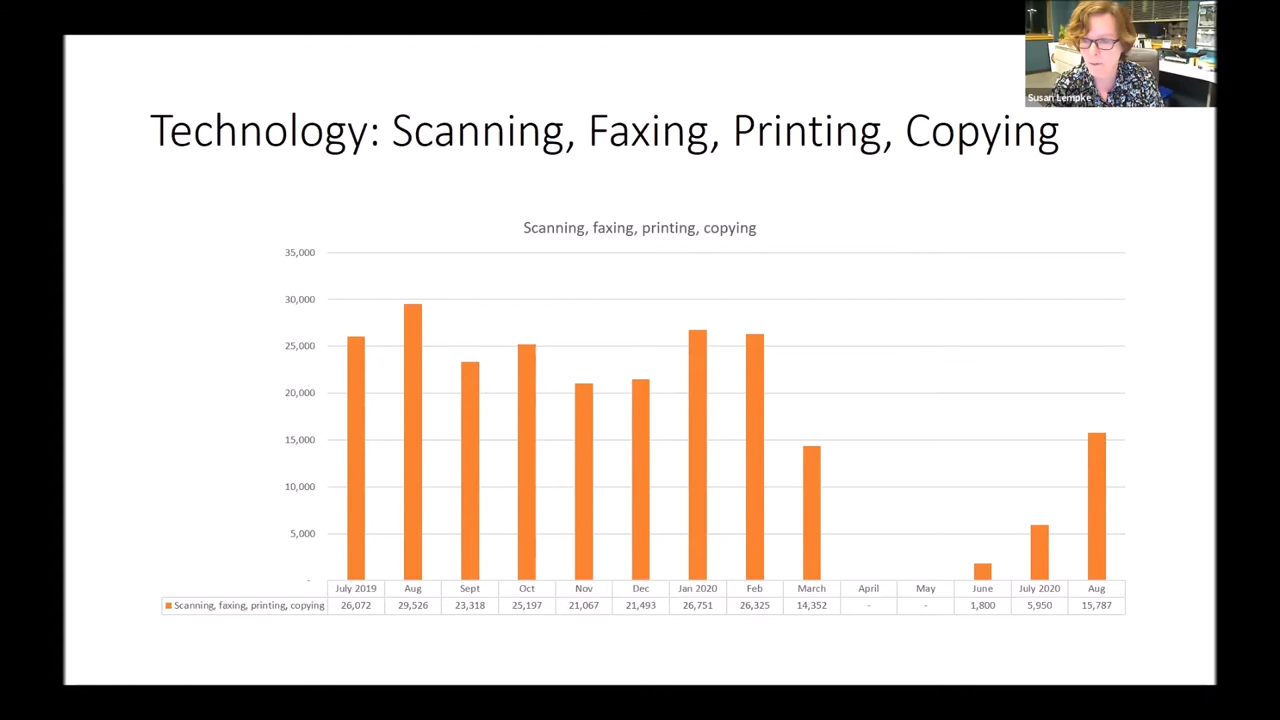 Susan Lempke
Technology: Scanning, Faxing, Printing, Copying
Scanning, faxing, printing, copying
35,000
30,000
25,000
20,000
15,000
10,000
5,000
-
July 2019 Aug Sept Oct Nov Dec Jan 2020 Feb March April May June July 2020 Aug
Scanning, faxing, printing, copying 26,072 29,526 23,318 25,197 21,067 21,493 26,751 26,325 14,352 - - 1,800 5,950 15,787